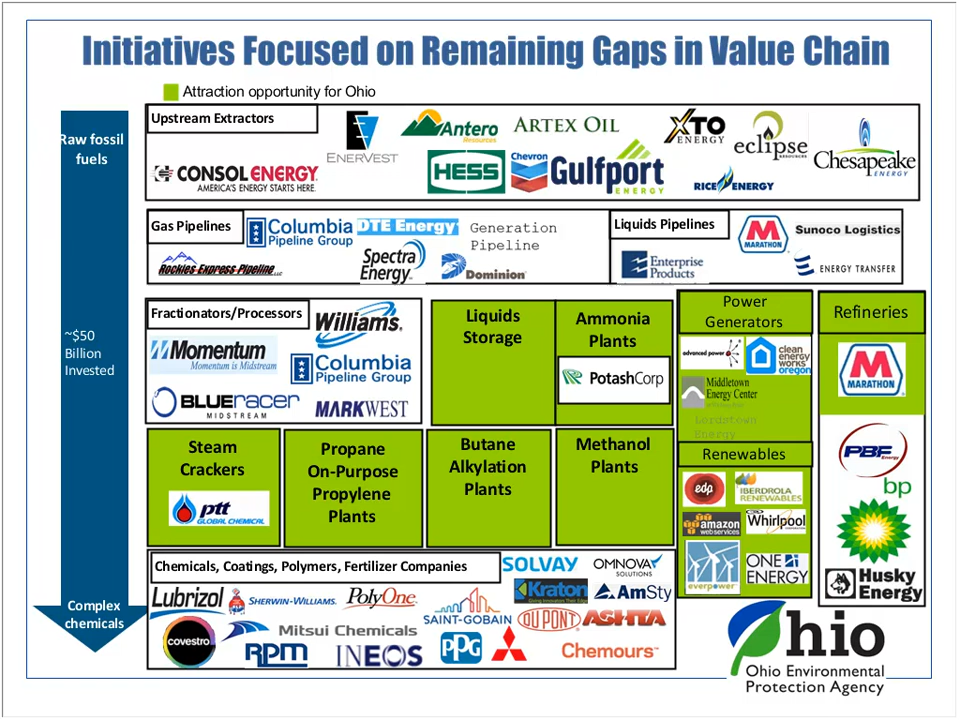 Initiatives Focused on Remaining Gaps in Value Chain
Attraction opportunity for Ohio
Raw fossil
fuels
~$50
Billion
Invested
Complex
chemicals
Upstream Extractors
ENERVEST
Antero
Resources
ARTEX OIL
XTO
ENERGY
eclipse
RESOURCES
Chesapeake
ENERGY
CONSOL ENERGY
AMERICA'S ENERGY STARTS HERE.
HESS
Chevron
Gulfport
ENERGY
RICE ENERGY
Gas Pipelines
Columbia
Pipeline Group
DTE Energy
Generation
Pipeline
Rockies Express Pipeline LLC
Spectra
Energy
Dominion
Liquids Pipelines
M
MARATHON
Sunoco Logistics
Enterprise
Products
ENERGY TRANSFER
Fractionators/Processors
Williams
Momentum
Momentum is Midstream
Columbia
Pipeline Group
BLUERACER
MIDSTREAM
MARKWEST
Liquids
Storage
Ammonia
Plants
PotashCorp
Power
Generators
advanced power
clean
energy
works
oregon
Middletown
Energy Center
Lordstown
Energy
Refineries
M
MARATHON
PBF
Energy
bp
Husky
Energy
Steam
Crackers
ptt
GLOBAL CHEMICAL
Propane
On-Purpose
Propylene
Plants
Butane
Alkylation
Plants
Methanol
Plants
Renewables
edp
IBERDROLA
RENEWABLES
amazon
webservices
Whirlpool
CORPORATION
everpower
ONE
ENERGY
Chemicals, Coatings, Polymers, Fertilizer Companies
SOLVAY
OMNOVA
SOLUTIONS
Lubrizol
SHERWIN-WILLIAMS.
PolyOne
SAINT-GOBAIN
Kraton
AmSty
covestro
Mitsui Chemicals
DUPONT
ASHTA
RPM
INEOS
PPG
Chemours
Ohio
Ohio Environmental
Protection Agency